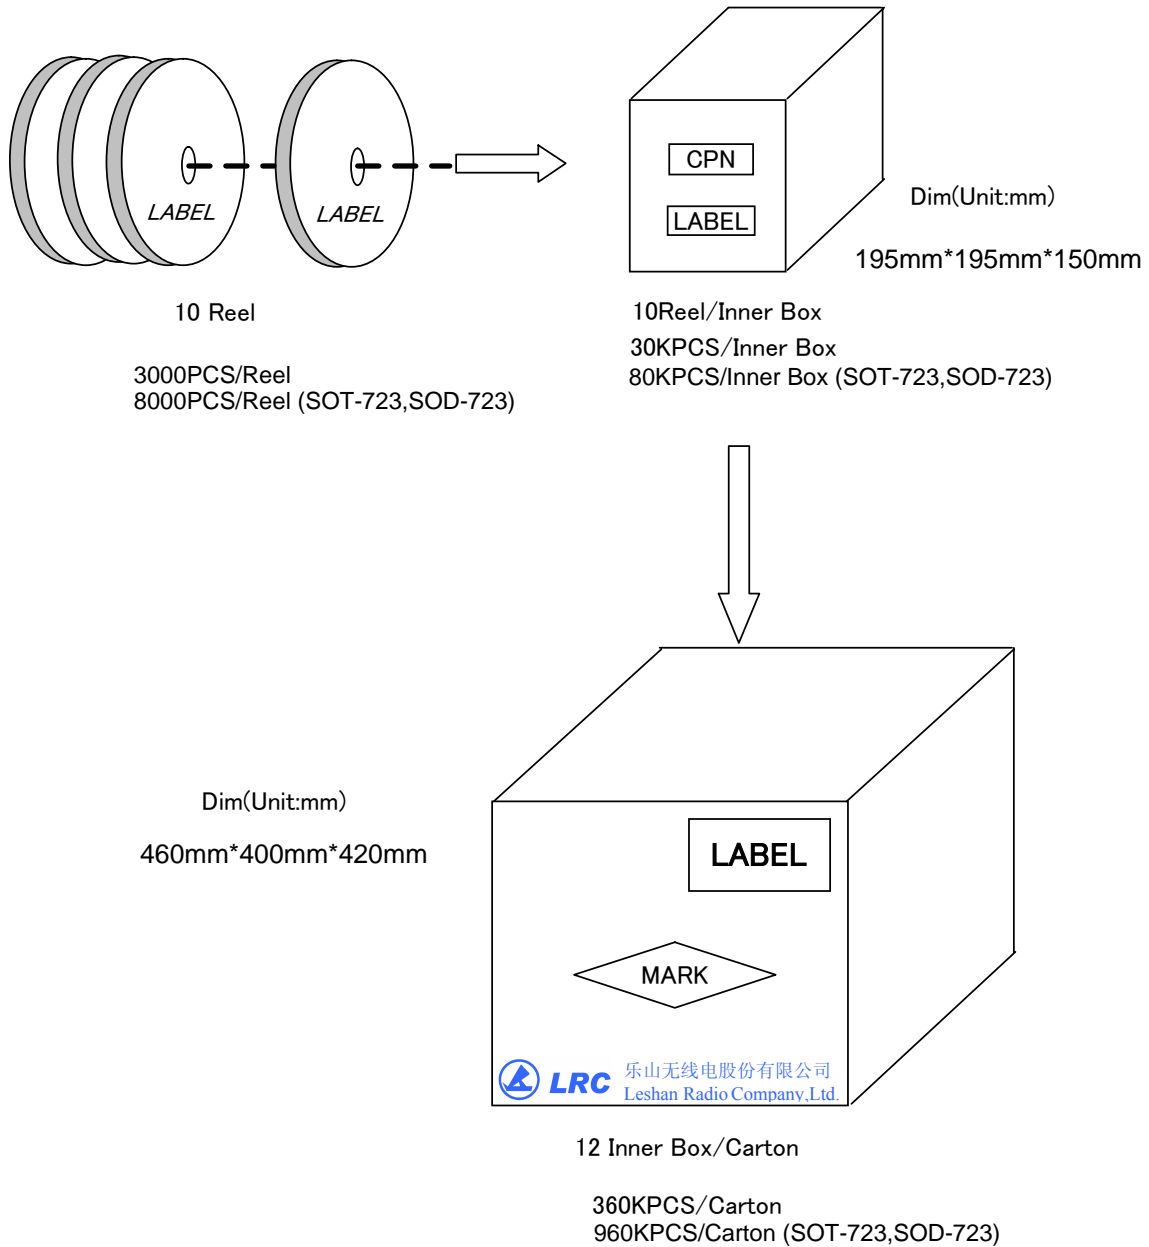 LABEL
LABEL
10 Reel
3000PCS/Reel
8000PCS/Reel (SOT-723,SOD-723)
CPN
LABEL
Dim(Unit:mm)
195mm*195mm*150mm
10Reel/Inner Box
30KPCS/Inner Box
80KPCS/Inner Box (SOT-723,SOD-723)
Dim(Unit:mm)
460mm*400mm*420mm
LABEL
MARK
LRC
乐山无线电股份有限公司
Leshan Radio Company,Ltd.
12 Inner Box/Carton
360KPCS/Carton
960KPCS/Carton (SOT-723,SOD-723)